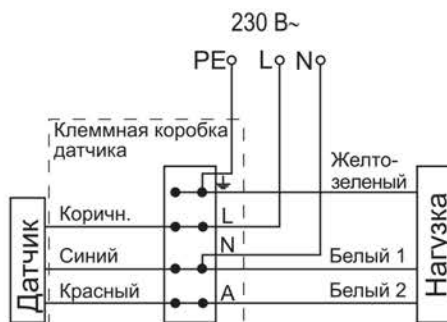 230 В~
PE L N
Клеммная коробка
датчика
Желто-
зеленый
Коричн.
L
N
Синий
Белый 1
Красный
A
Белый 2
Датчик
Нагрузка